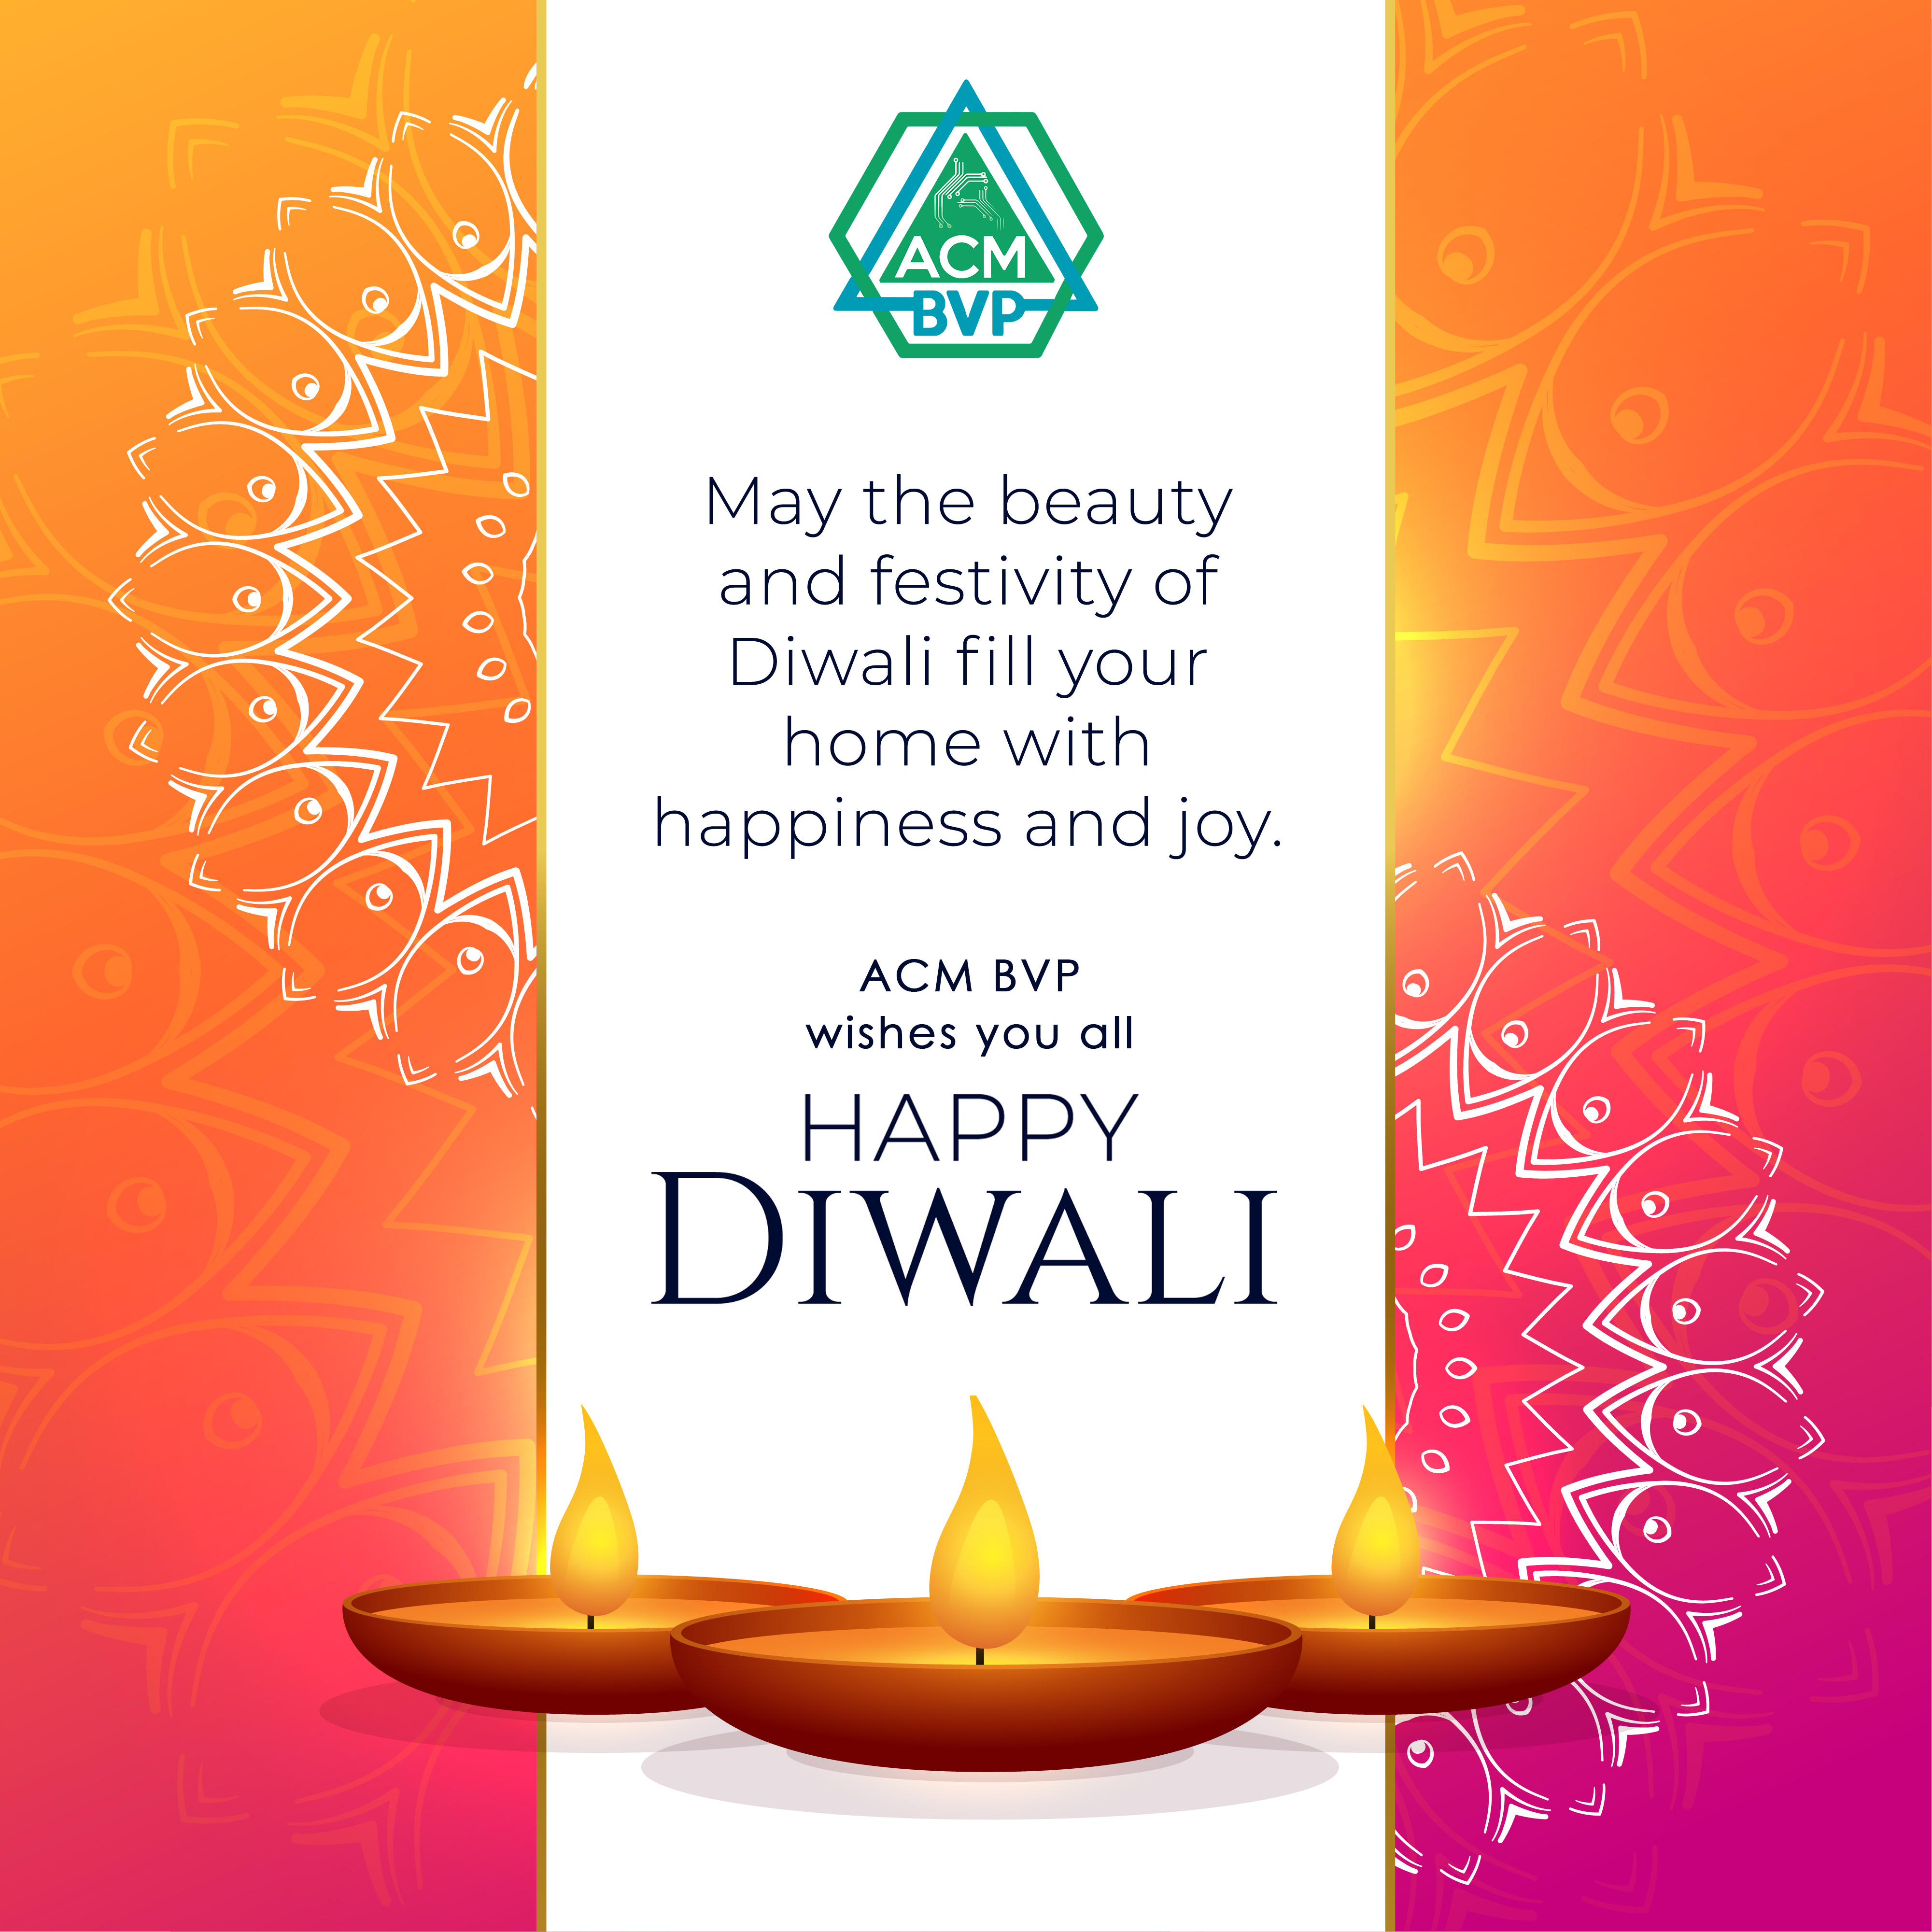 ACM
BVP
May the beauty
and festivity of
Diwali fill your
home with
happiness and joy.
ACM BVP
wishes you all
HAPPY
DIWALI